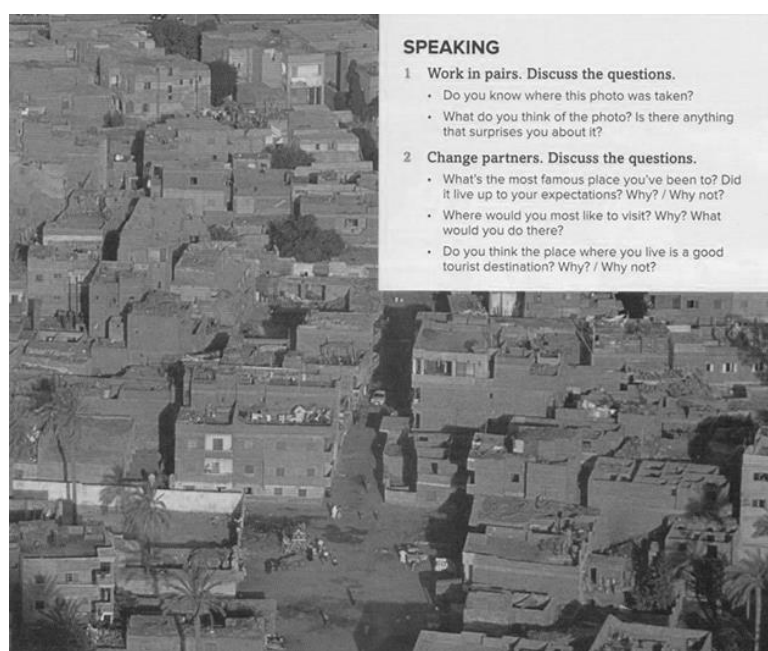 SPEAKING
1 Work in pairs. Discuss the questions.
• Do you know where this photo was taken?
• What do you think of the photo? Is there anything
that surprises you about it?
2 Change partners. Discuss the questions.
• What's the most famous place you've been to? Did
it live up to your expectations? Why? / Why not?
• Where would you most like to visit? Why? What
would you do there?
• Do you think the place where you live is a good
tourist destination? Why? / Why not?